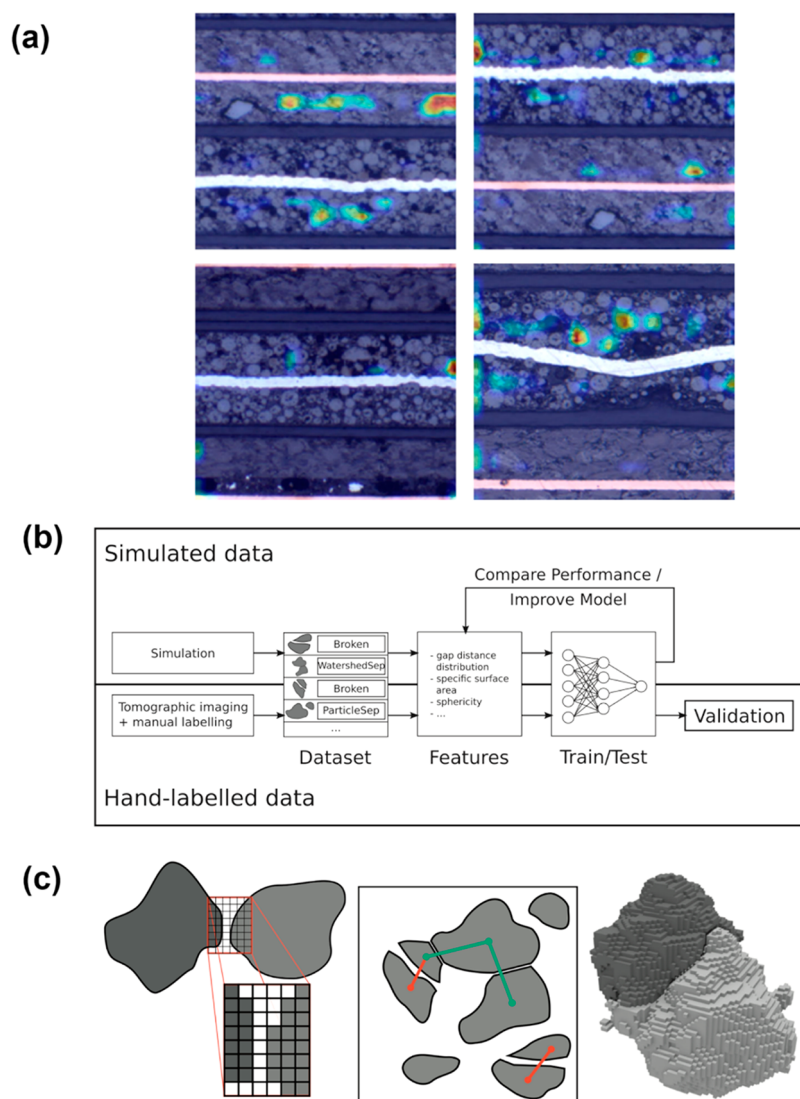 (a)
(b)
Simulated data
Compare Performance /
Improve Model
Simulation
Broken
WatershedSep
Broken
ParticleSep
...
- gap distance
distribution
- specific surface
area
- sphericity
- ...
Tomographic imaging
+ manual labelling
Validation
Dataset
Features
Train/Test
Hand-labelled data
(c)